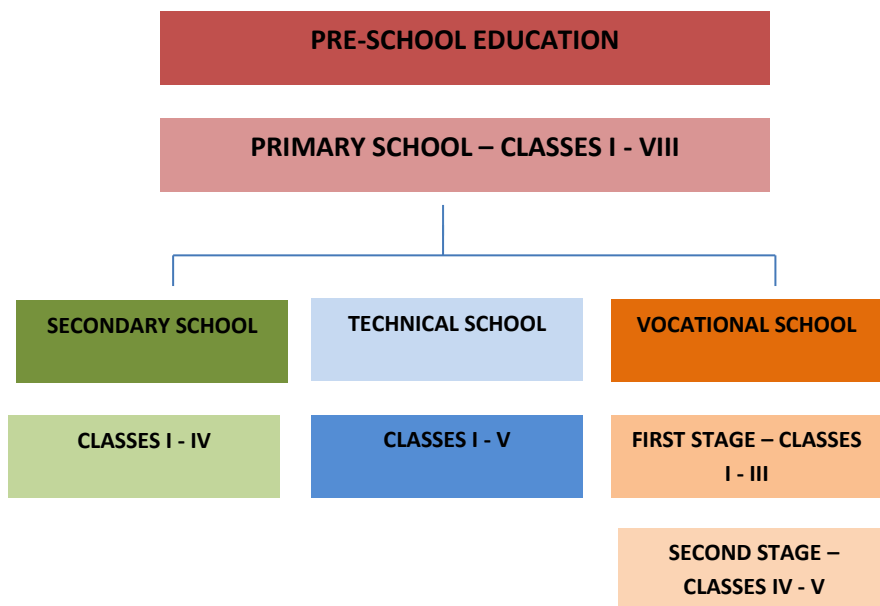 PRE-SCHOOL EDUCATION
PRIMARY SCHOOL – CLASSES I - VIII
SECONDARY SCHOOL
TECHNICAL SCHOOL
VOCATIONAL SCHOOL
CLASSES I - IV
CLASSES I - V
FIRST STAGE – CLASSES
I - III
SECOND STAGE –
CLASSES IV - V